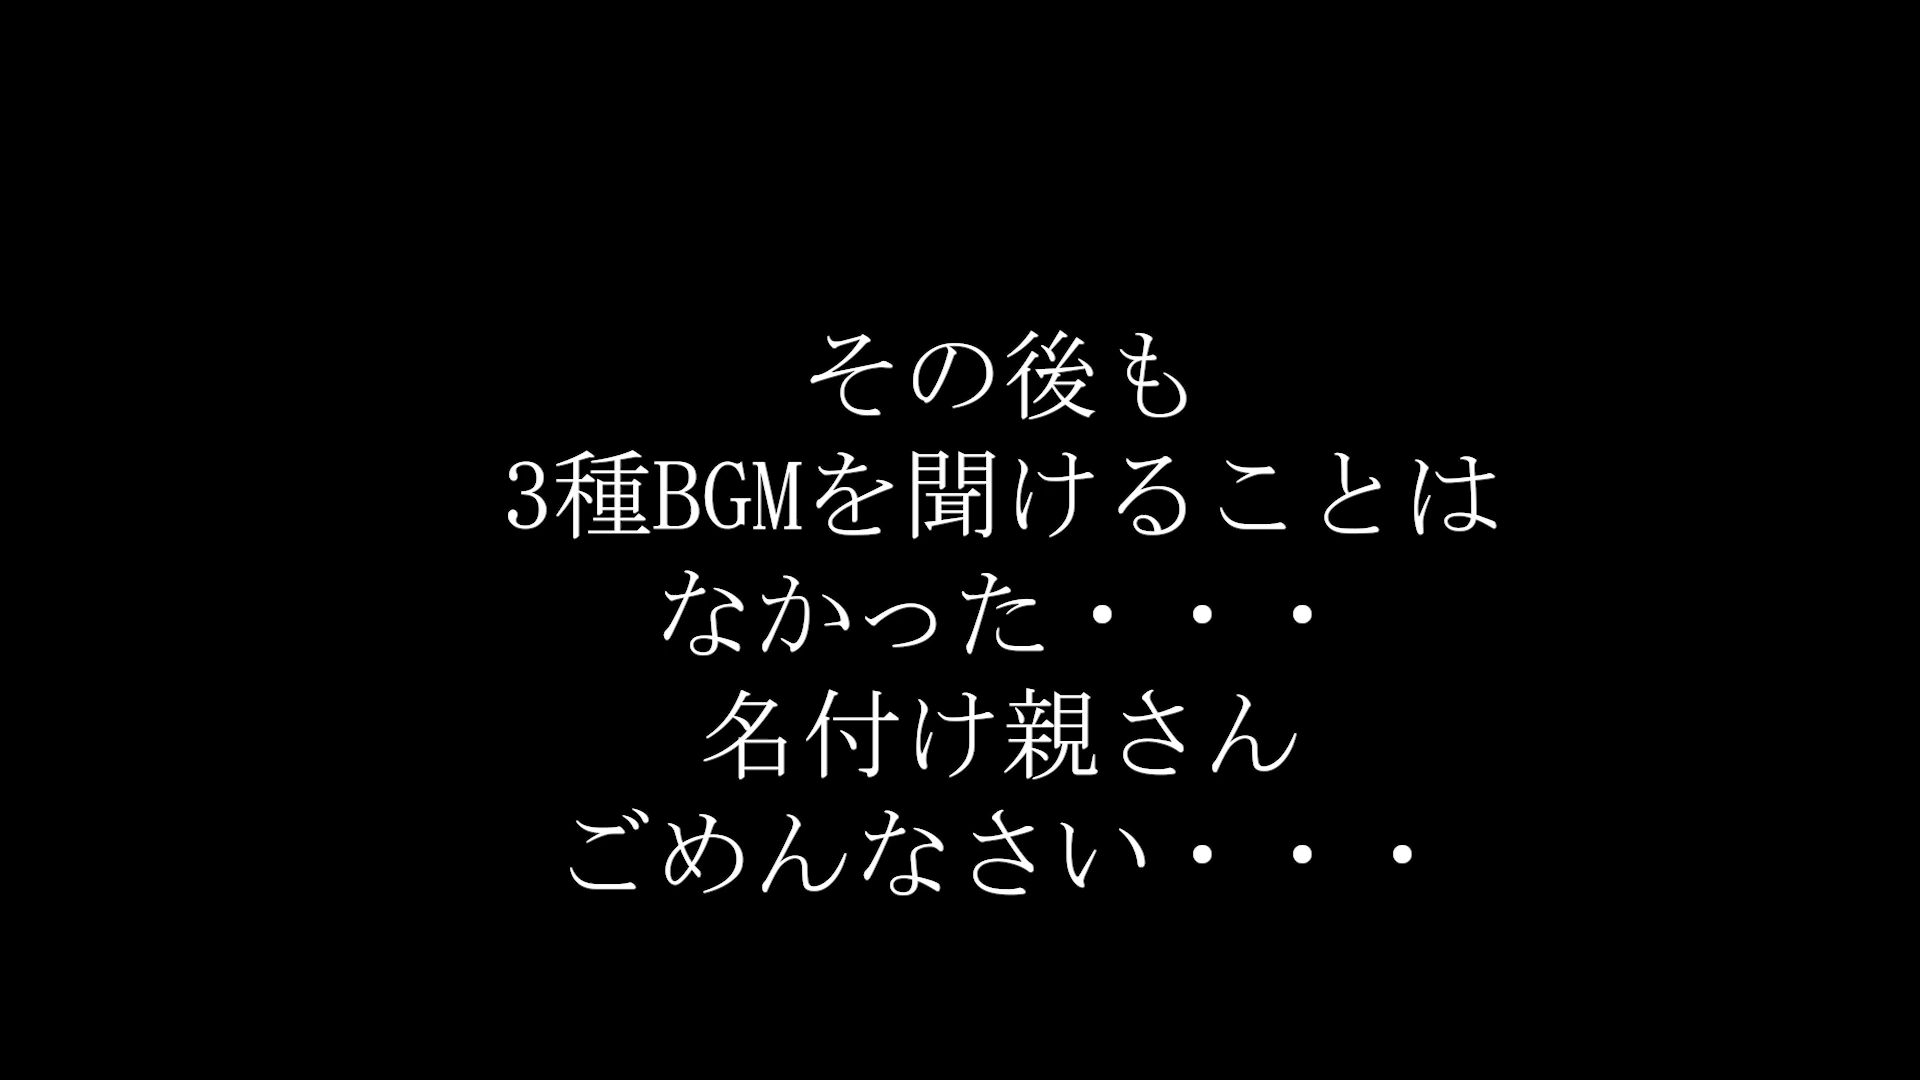 その後も
3種BGMを聞けることは
なかった・・・
名付け親さん
ごめんなさい・・・